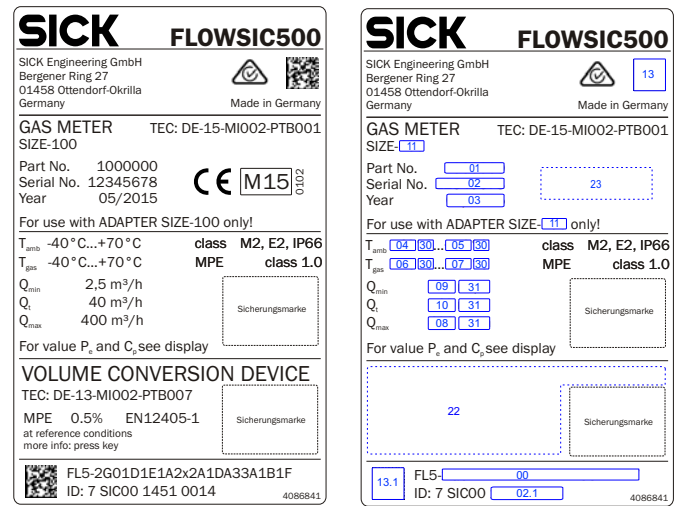 SICK FLOWSIC500
SICK Engineering GmbH
Bergener Ring 27
01458 Ottendorf-Okrilla
Germany Made in Germany
GAS METER TEC: DE-15-MI002-PTB001
SIZE-100
Part No. 1000000
Serial No. 12345678
Year 05/2015
CE M15 0102
For use with ADAPTER SIZE-100 only!
Tamb -40°C...+70°C class M2, E2, IP66
Tgas -40°C...+70°C MPE class 1.0
Qmin 2,5 m³/h
Qt 40 m³/h
Qmax 400 m³/h
Sicherungsmarke
For value Pe and Cp see display
VOLUME CONVERSION DEVICE
TEC: DE-13-MI002-PTB007
MPE 0.5% EN12405-1
at reference conditions
more info: press key
Sicherungsmarke
FL5-2G01D1E1A2x2A1DA33A1B1F
ID: 7 SIC00 1451 0014
4086841
SICK FLOWSIC500
SICK Engineering GmbH
Bergener Ring 27
01458 Ottendorf-Okrilla
Germany Made in Germany
13
GAS METER TEC: DE-15-MI002-PTB001
SIZE-11
Part No. 01
Serial No. 02
Year 03
23
For use with ADAPTER SIZE-11 only!
Tamb 04 30...05 30 class M2, E2, IP66
Tgas 06 30...07 30 MPE class 1.0
Qmin 09 31
Qt 10 31
Qmax 08 31
Sicherungsmarke
For value Pe and Cp see display
22
Sicherungsmarke
13.1
FL5-00
ID: 7 SIC00 02.1
4086841